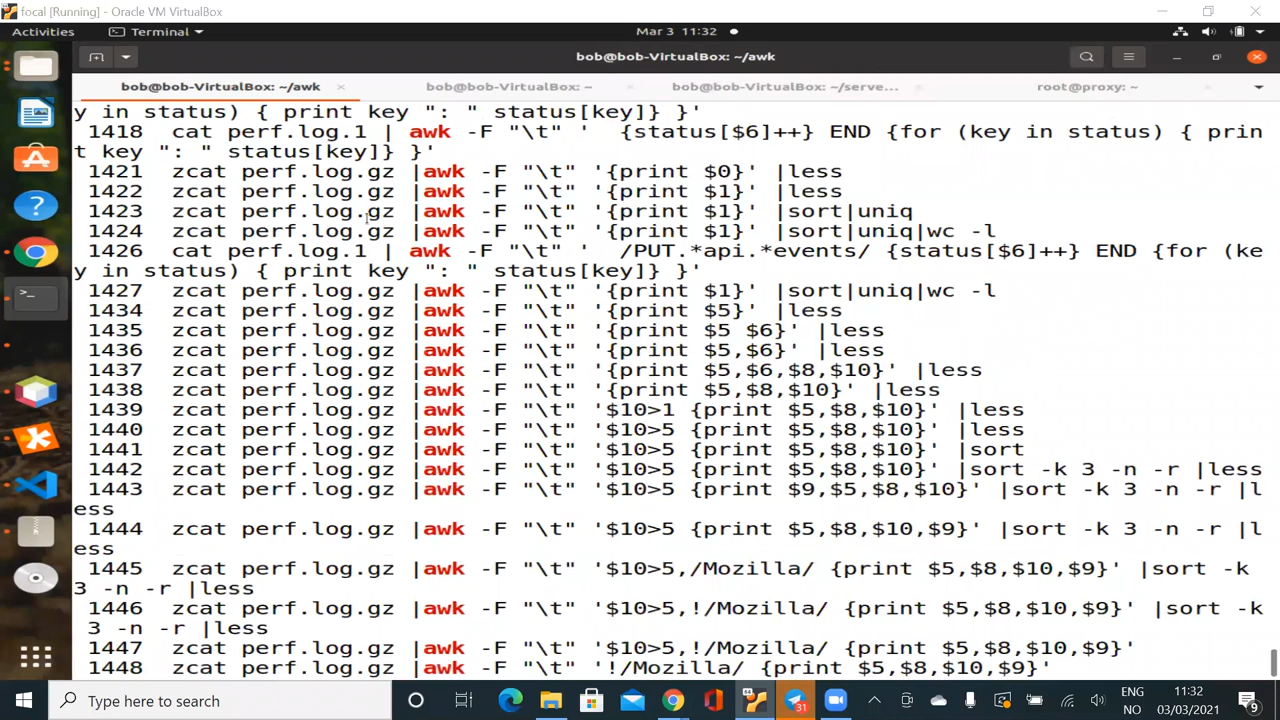 focal [Running] - Oracle VM VirtualBox
Activities Terminal Mar 3 11:32
bob@bob-VirtualBox: ~/awk
bob@bob-VirtualBox: ~/awk bob@bob-VirtualBox: ~ bob@bob-VirtualBox: ~/serve... root@proxy: ~
y in status) { print key ": " status[key]} }'
1418 cat perf.log.1 | awk -F "\t" ' {status[$6]++} END {for (key in status) { prin
t key ": " status[key]} }'
1421 zcat perf.log.gz |awk -F "\t" '{print $0}' |less
1422 zcat perf.log.gz |awk -F "\t" '{print $1}' |less
1423 zcat perf.log.gz |awk -F "\t" '{print $1}' |sort|uniq
1424 zcat perf.log.gz |awk -F "\t" '{print $1}' |sort|uniq|wc -l
1426 cat perf.log.1 | awk -F "\t" ' /PUT.*api.*events/ {status[$6]++} END {for (ke
y in status) { print key ": " status[key]} }'
1427 zcat perf.log.gz |awk -F "\t" '{print $1}' |sort|uniq|wc -l
1434 zcat perf.log.gz |awk -F "\t" '{print $5}' |less
1435 zcat perf.log.gz |awk -F "\t" '{print $5 $6}' |less
1436 zcat perf.log.gz |awk -F "\t" '{print $5,$6}' |less
1437 zcat perf.log.gz |awk -F "\t" '{print $5,$6,$8,$10}' |less
1438 zcat perf.log.gz |awk -F "\t" '{print $5,$8,$10}' |less
1439 zcat perf.log.gz |awk -F "\t" '$10>1 {print $5,$8,$10}' |less
1440 zcat perf.log.gz |awk -F "\t" '$10>5 {print $5,$8,$10}' |less
1441 zcat perf.log.gz |awk -F "\t" '$10>5 {print $5,$8,$10}' |sort
1442 zcat perf.log.gz |awk -F "\t" '$10>5 {print $5,$8,$10}' |sort -k 3 -n -r |less
1443 zcat perf.log.gz |awk -F "\t" '$10>5 {print $9,$5,$8,$10}' |sort -k 3 -n -r |l
ess
1444 zcat perf.log.gz |awk -F "\t" '$10>5 {print $5,$8,$10,$9}' |sort -k 3 -n -r |l
ess
1445 zcat perf.log.gz |awk -F "\t" '$10>5,/Mozilla/ {print $5,$8,$10,$9}' |sort -k
3 -n -r |less
1446 zcat perf.log.gz |awk -F "\t" '$10>5,!/Mozilla/ {print $5,$8,$10,$9}' |sort -k
3 -n -r |less
1447 zcat perf.log.gz |awk -F "\t" '$10>5,!/Mozilla/ {print $5,$8,$10,$9}'
1448 zcat perf.log.gz |awk -F "\t" '!/Mozilla/ {print $5,$8,$10,$9}'
Type here to search
31
ENG
NO
11:32
03/03/2021
9